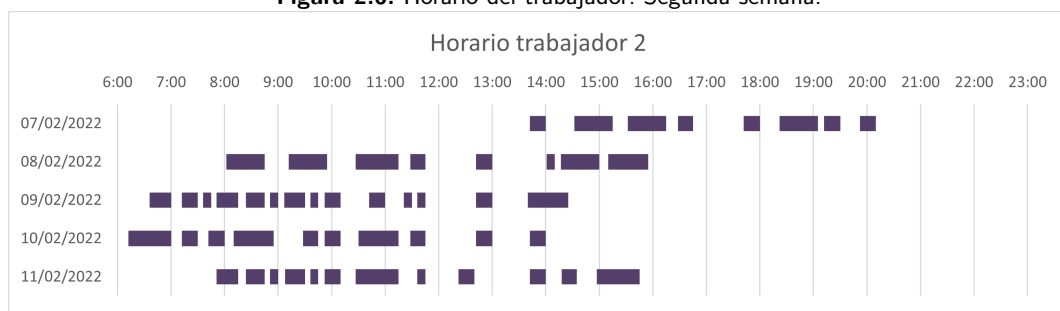 Figura 2.6: Horario del trabajador. Segunda semana.
Horario trabajador 2
6:00 7:00 8:00 9:00 10:00 11:00 12:00 13:00 14:00 15:00 16:00 17:00 18:00 19:00 20:00 21:00 22:00 23:00
07/02/2022
08/02/2022
09/02/2022
10/02/2022
11/02/2022